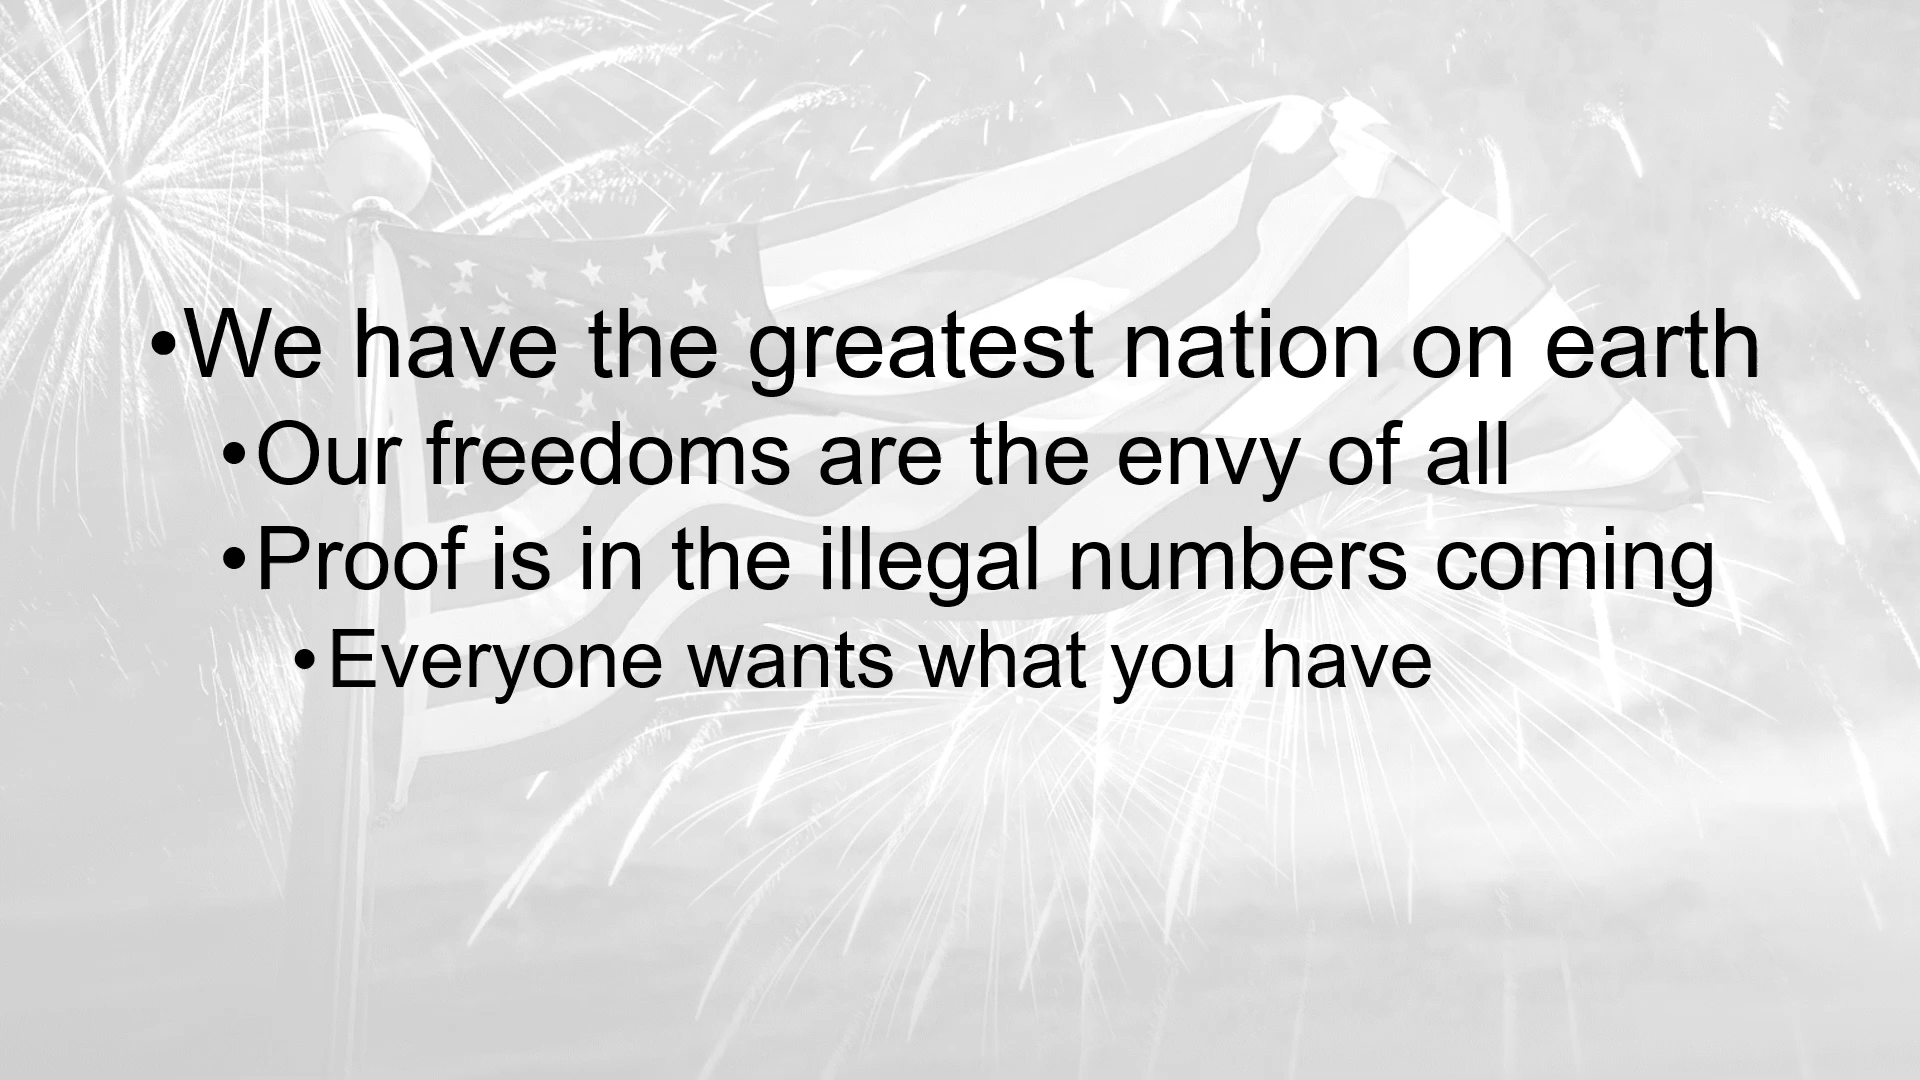 •We have the greatest nation on earth
•Our freedoms are the envy of all
•Proof is in the illegal numbers coming
•Everyone wants what you have